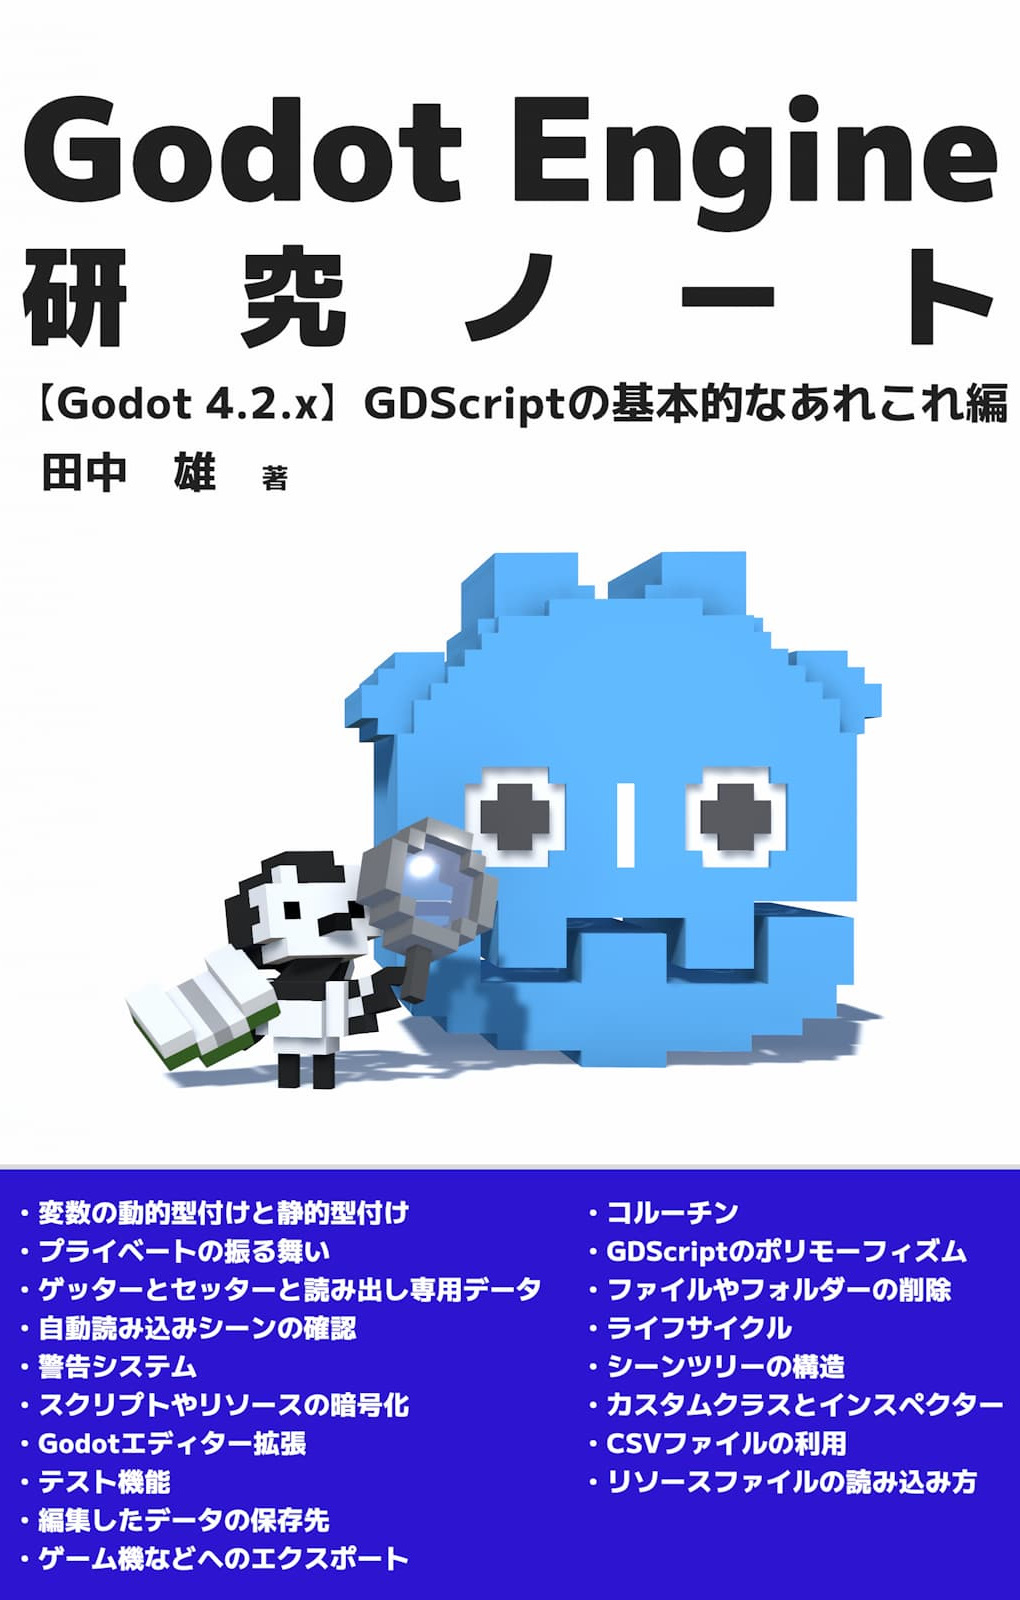 Godot Engine
研究ノート
【Godot 4.2.x】GDScriptの基本的なあれこれ編
田中　雄　著
・変数の動的型付けと静的型付け
・プライベートの振る舞い
・ゲッターとセッターと読み出し専用データ
・自動読み込みシーンの確認
・警告システム
・スクリプトやリソースの暗号化
・Godotエディター拡張
・テスト機能
・編集したデータの保存先
・ゲーム機などへのエクスポート
・コルーチン
・GDScriptのポリモーフィズム
・ファイルやフォルダーの削除
・ライフサイクル
・シーンツリーの構造
・カスタムクラスとインスペクター
・CSVファイルの利用
・リソースファイルの読み込み方